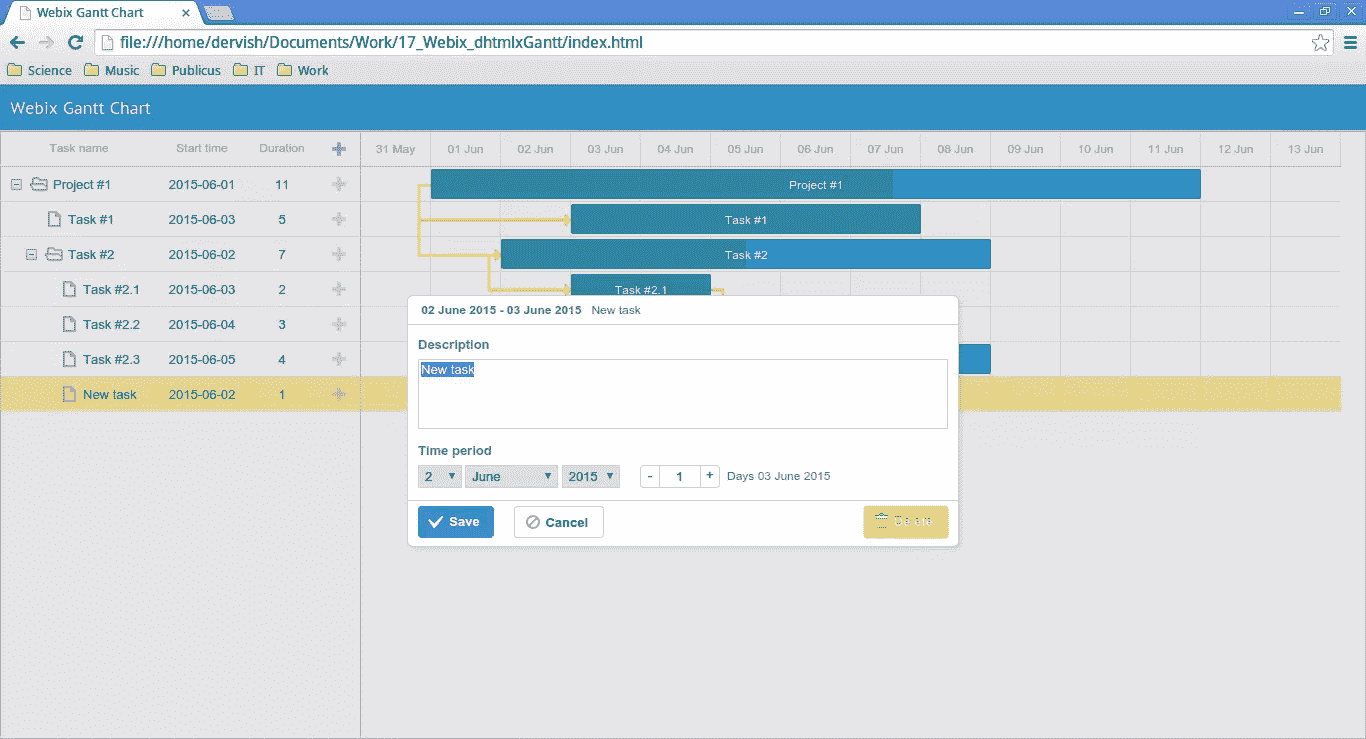 Webix Gantt Chart
file:///home/dervish/Documents/Work/17_Webix_dhtmlxGantt/index.html
Science Music Publicus IT Work
Webix Gantt Chart
Task name Start time Duration 31 May 01 Jun 02 Jun 03 Jun 04 Jun 05 Jun 06 Jun 07 Jun 08 Jun 09 Jun 10 Jun 11 Jun 12 Jun 13 Jun
Project #1 2015-06-01 11 Project #1
Task #1 2015-06-03 5 Task #1
Task #2 2015-06-02 7 Task #2
Task #2.1 2015-06-03 2 Task #2.1
Task #2.2 2015-06-04 3
Task #2.3 2015-06-05 4
New task 2015-06-02 1
02 June 2015 - 03 June 2015 New task
Description
New task
Time period
2 June 2015 - 1 + Days 03 June 2015
Save Cancel Delete